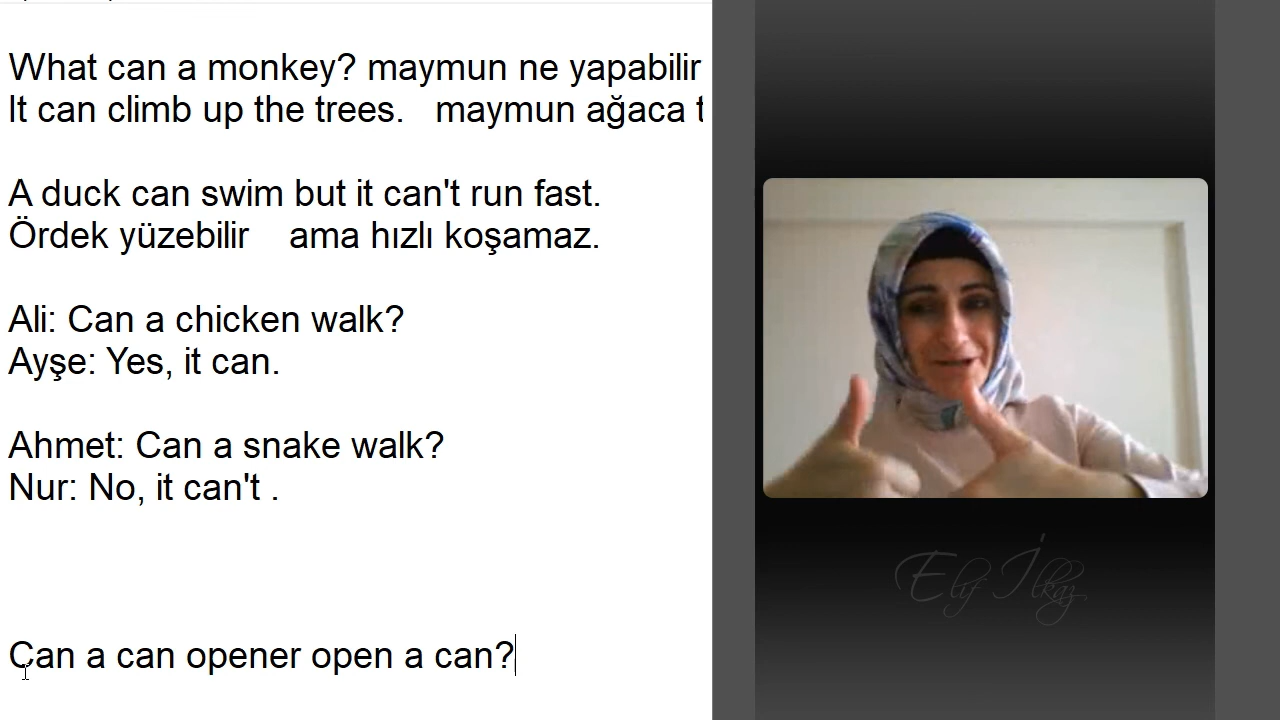 What can a monkey? maymun ne yapabilir
It can climb up the trees. maymun ağaca
A duck can swim but it can't run fast.
Ördek yüzebilir ama hızlı koşamaz.
Ali: Can a chicken walk?
Ayşe: Yes, it can.
Ahmet: Can a snake walk?
Nur: No, it can't .
Can a can opener open a can?
Elif İlkaz